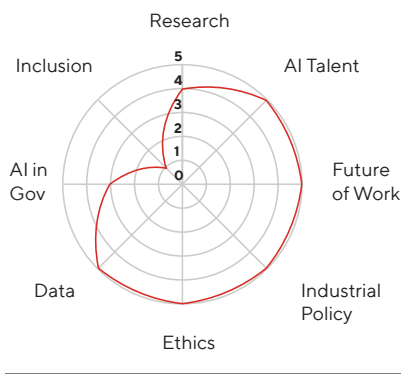 Research
Inclusion
AI Talent
5
4
3
2
1
0
AI in
Gov
Future
of Work
Data
Industrial
Policy
Ethics